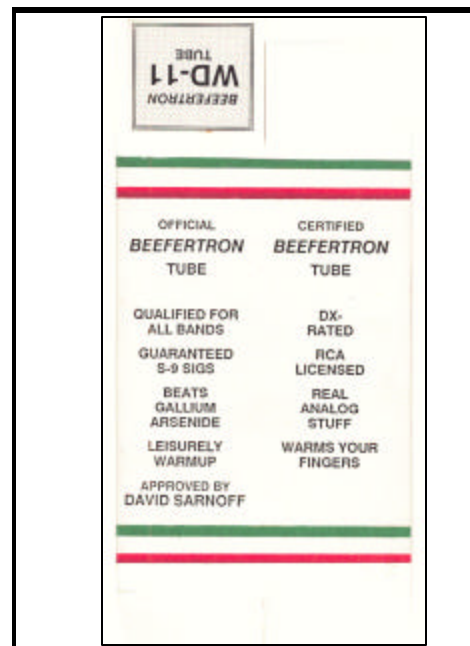 BEEFERTRON
WD-11
TUBE
OFFICIAL
BEEFERTRON
TUBE
QUALIFIED FOR
ALL BANDS
GUARANTEED
S-9 SIGS
BEATS
GALLIUM
ARSENIDE
LEISURELY
WARMUP
APPROVED BY
DAVID SARNOFF
CERTIFIED
BEEFERTRON
TUBE
DX-
RATED
RCA
LICENSED
REAL
ANALOG
STUFF
WARMS YOUR
FINGERS